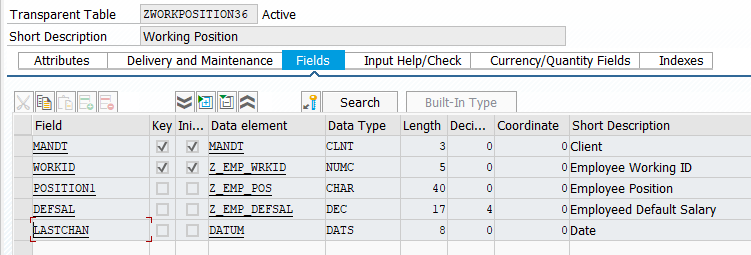 Transparent Table ZWORKPOSITION36 Active
Short Description Working Position
Attributes Delivery and Maintenance Fields Input Help/Check Currency/Quantity Fields Indexes
Search Built-In Type
Field Key Ini... Data element Data Type Length Deci... Coordinate Short Description
MANDT MANDT CLNT 3 0 0 Client
WORKID Z_EMP_WRKID NUMC 5 0 0 Employee Working ID
POSITION1 Z_EMP_POS CHAR 40 0 0 Employee Position
DEFSAL Z_EMP_DEFSAL DEC 17 4 0 Employeed Default Salary
LASTCHAN DATUM DATS 8 0 0 Date